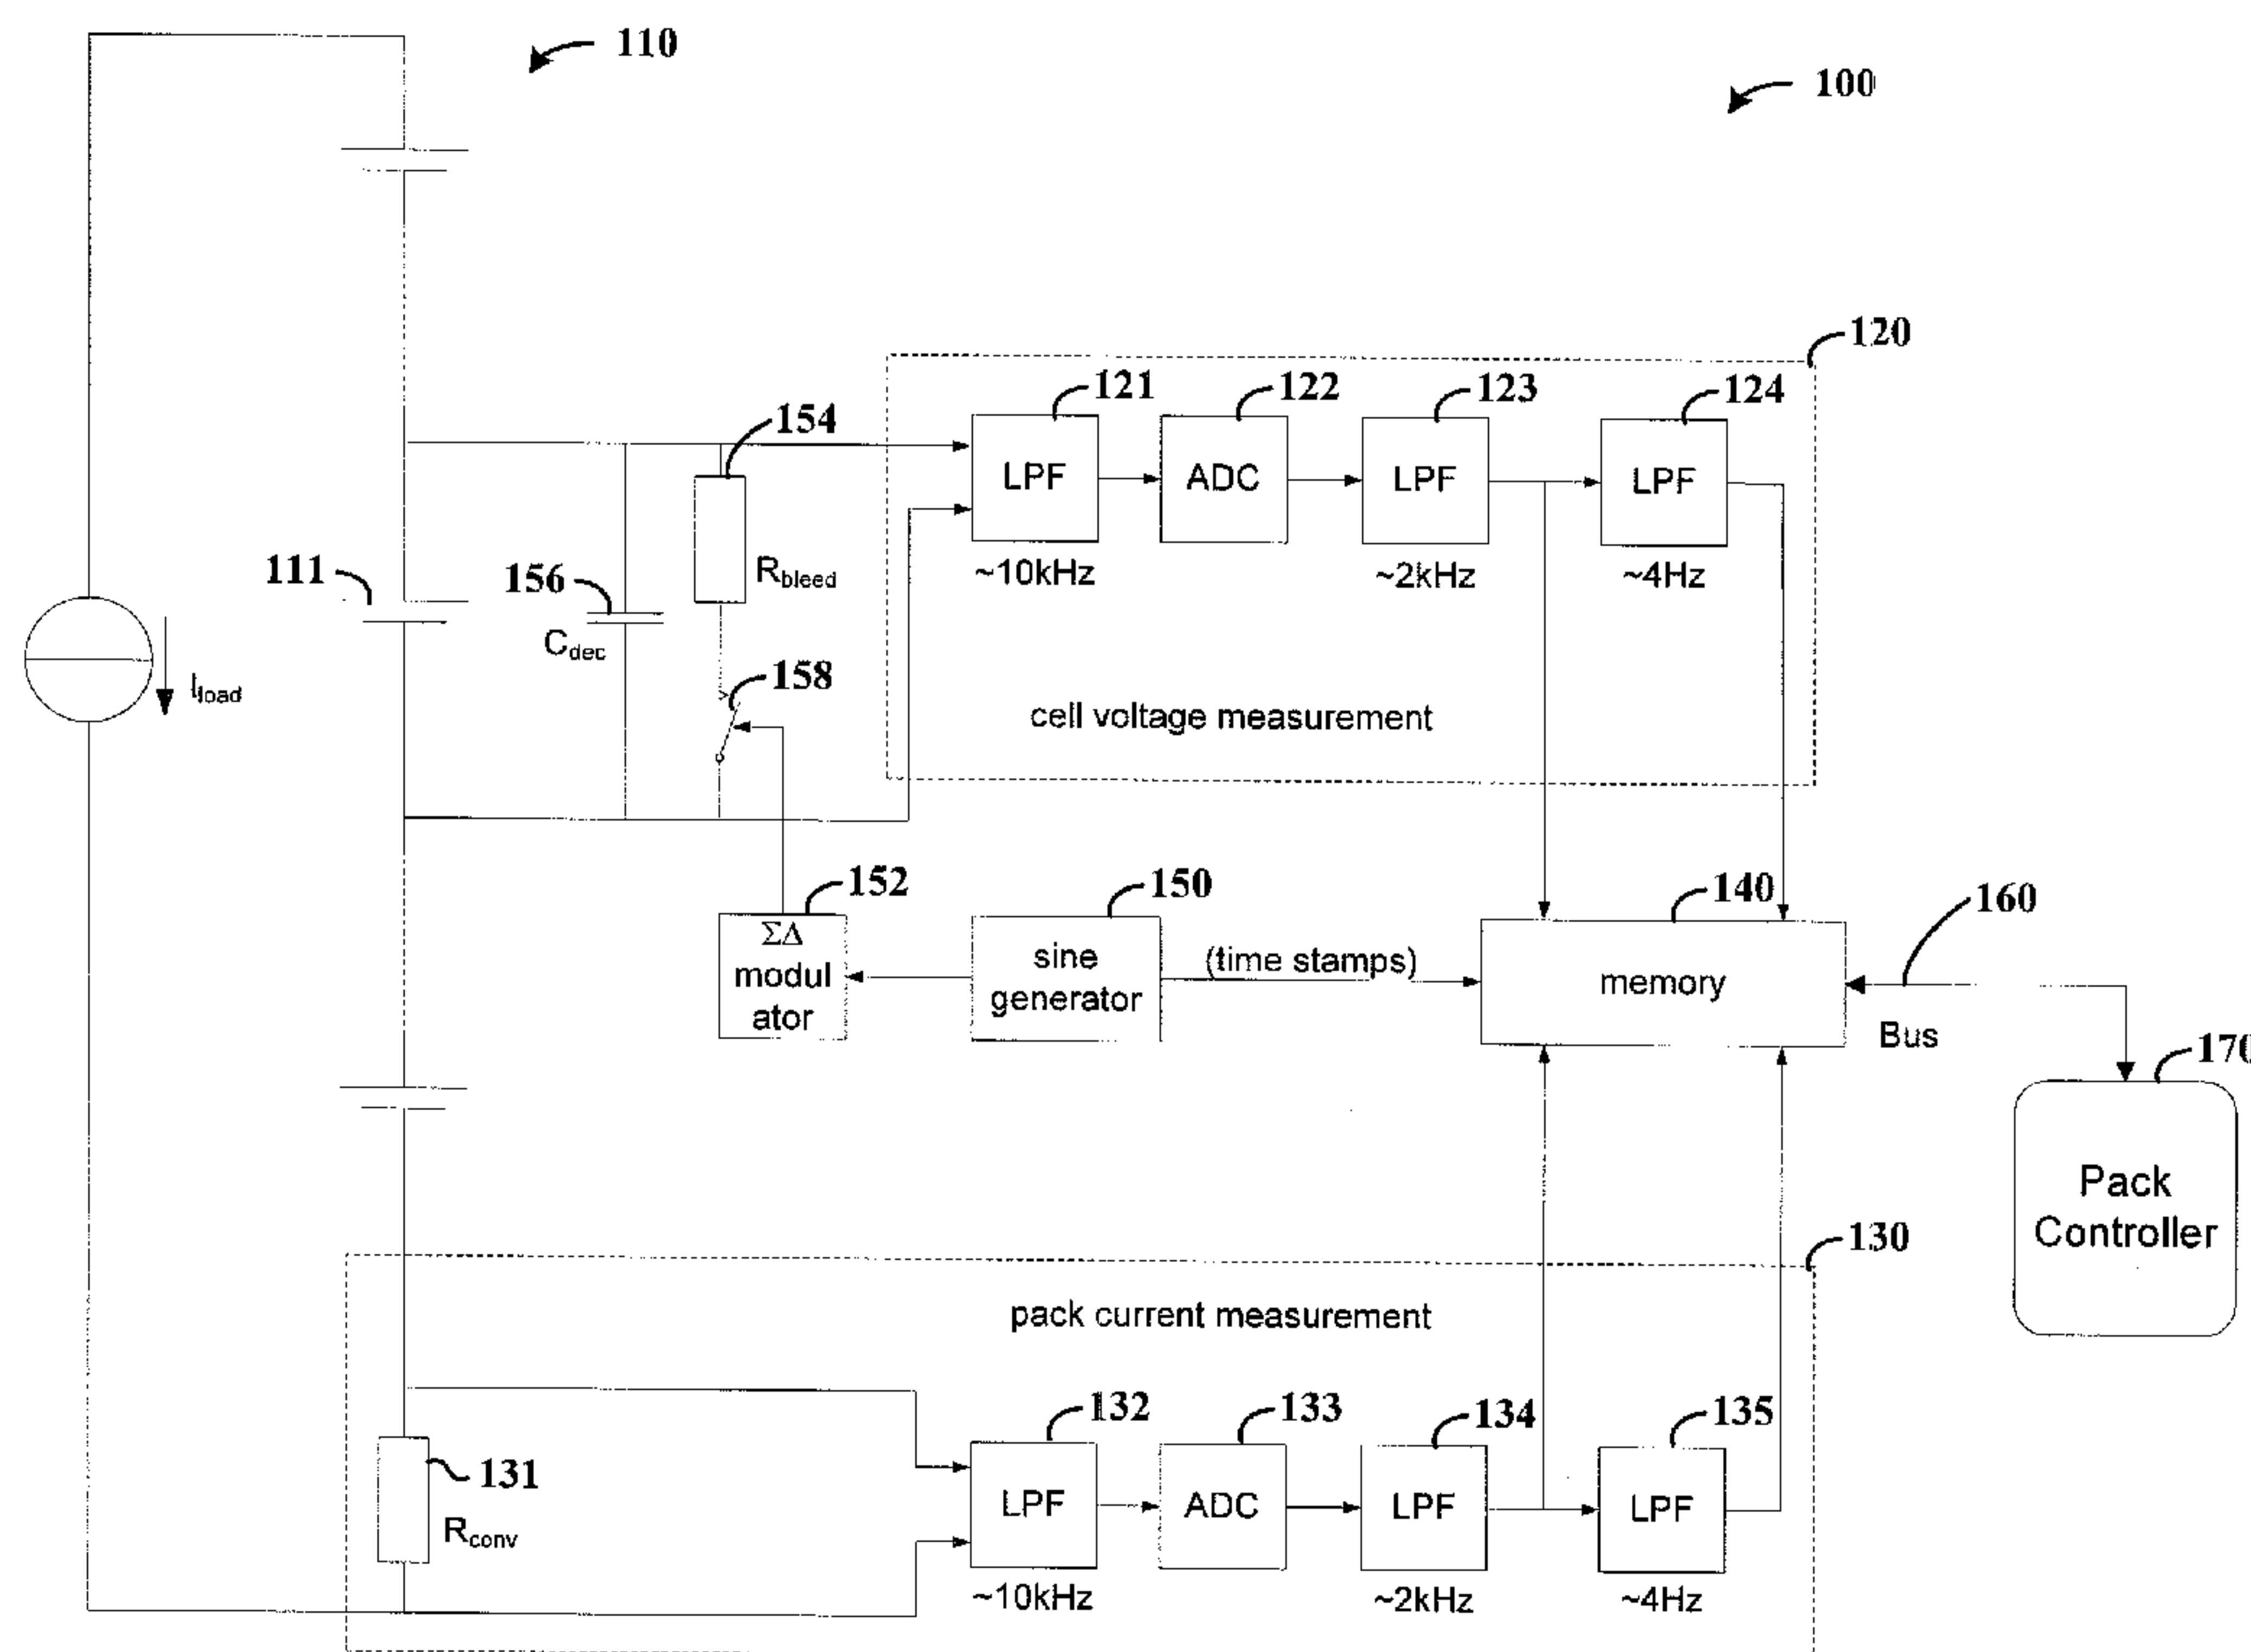 110
100
120
121
122
123
124
154
LPF
ADC
LPF
LPF
111
156
Rbleed
~10kHz
~2kHz
~4Hz
Cdec
158
Iload
cell voltage measurement
152
150
140
160
ΣΔ
modul
ator
sine
generator
(time stamps)
memory
Bus
170
Pack
Controller
130
pack current measurement
131
132
133
134
135
Rconv
LPF
ADC
LPF
LPF
~10kHz
~2kHz
~4Hz